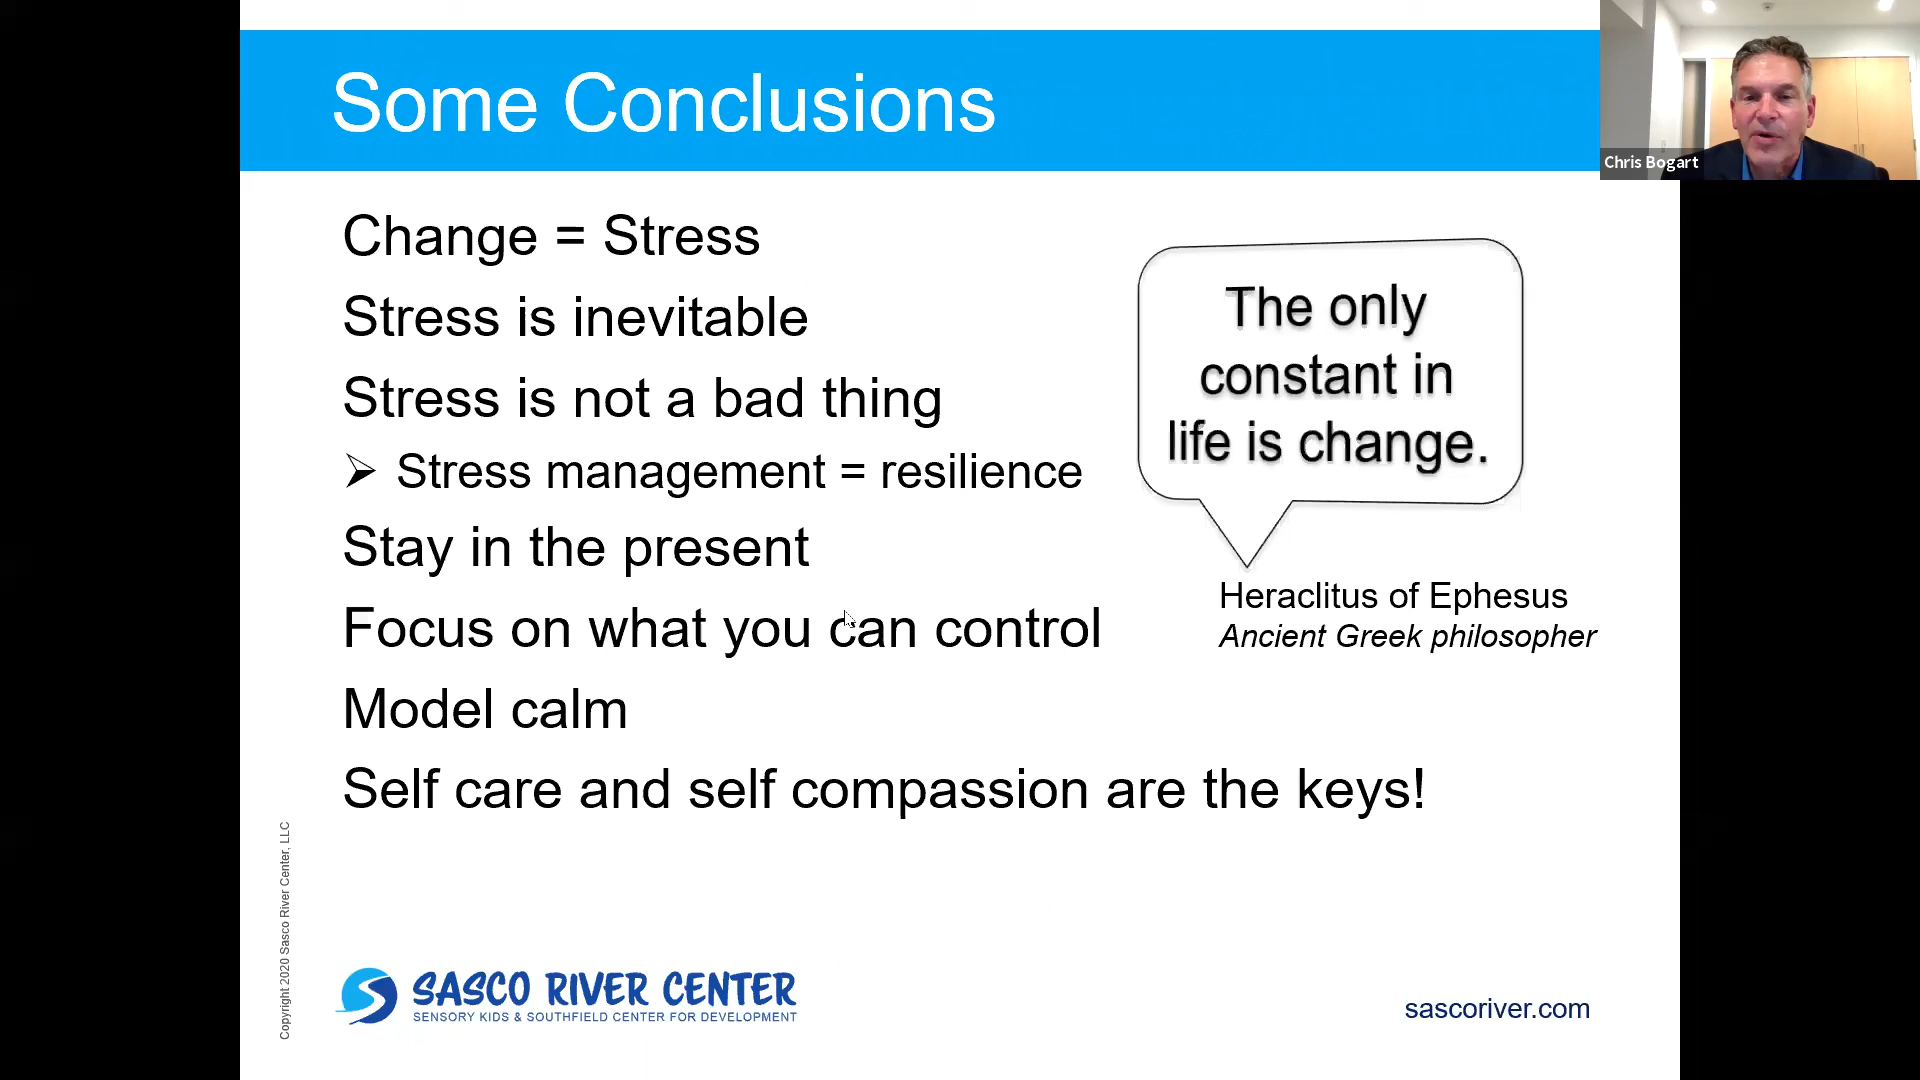 Some Conclusions
Chris Bogart
Change = Stress
Stress is inevitable
Stress is not a bad thing
➢ Stress management = resilience
Stay in the present
Focus on what you can control
Model calm
Self care and self compassion are the keys!
The only
constant in
life is change.
Heraclitus of Ephesus
Ancient Greek philosopher
Copyright 2020 Sasco River Center, LLC
SASCO RIVER CENTER
SENSORY KIDS & SOUTHFIELD CENTER FOR DEVELOPMENT
sascoriver.com